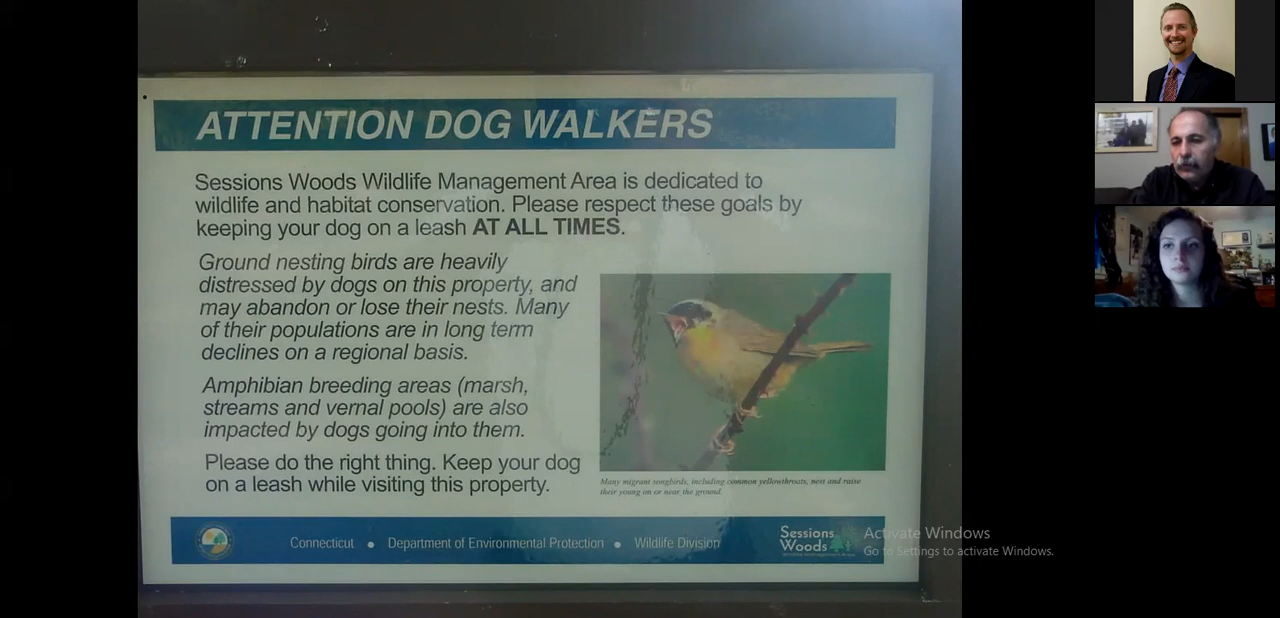 ATTENTION DOG WALKERS
Sessions Woods Wildlife Management Area is dedicated to
wildlife and habitat conservation. Please respect these goals by
keeping your dog on a leash AT ALL TIMES.
Ground nesting birds are heavily
distressed by dogs on this property, and
may abandon or lose their nests. Many
of their populations are in long term
declines on a regional basis.
Amphibian breeding areas (marsh,
streams and vernal pools) are also
impacted by dogs going into them.
Please do the right thing. Keep your dog
on a leash while visiting this property.
Many migrant songbirds, including common yellowthroats, nest and raise
their young on or near the ground.
Connecticut • Department of Environmental Protection • Wildlife Division
Sessions
Woods
Activate Windows
Go to Settings to activate Windows.